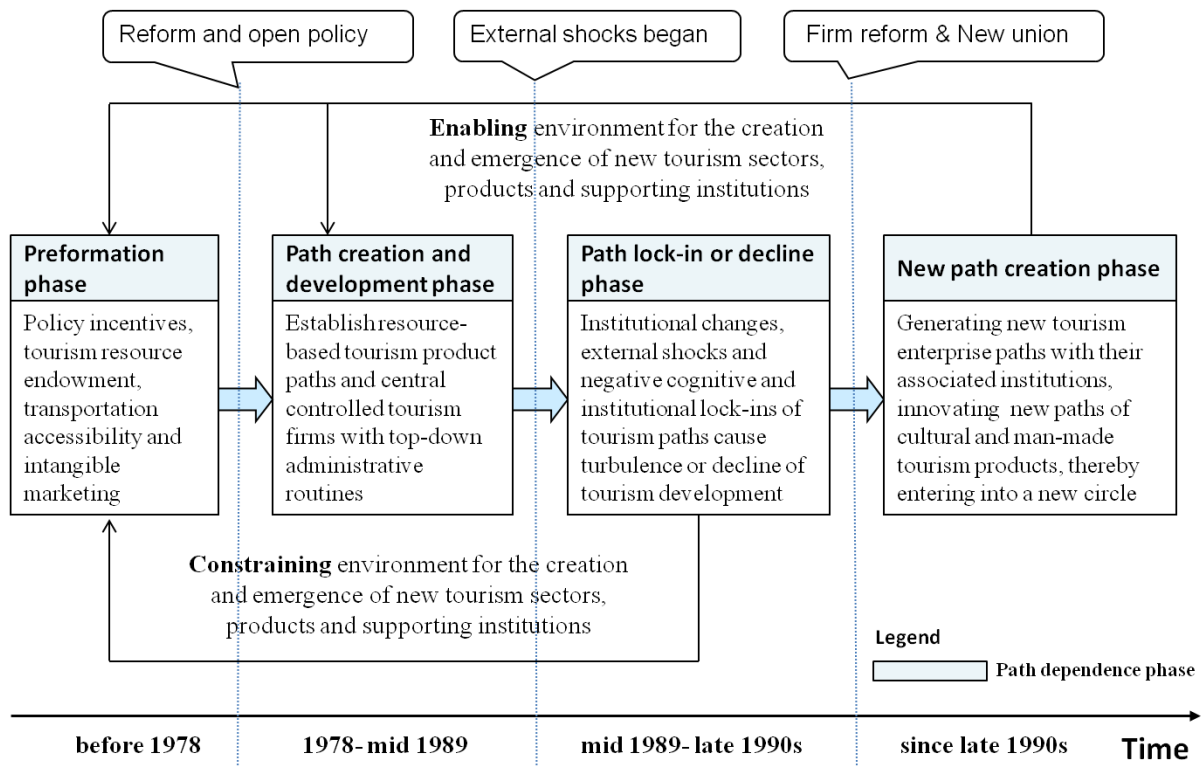 Reform and open policy
External shocks began
Firm reform & New union
Enabling environment for the creation
and emergence of new tourism sectors,
products and supporting institutions
Preformation
phase
Policy incentives,
tourism resource
endowment,
transportation
accessibility and
intangible
marketing
Path creation and
development phase
Establish resource-
based tourism product
paths and central
controlled tourism
firms with top-down
administrative
routines
Path lock-in or decline
phase
Institutional changes,
external shocks and
negative cognitive and
institutional lock-ins of
tourism paths cause
turbulence or decline of
tourism development
New path creation phase
Generating new tourism
enterprise paths with their
associated institutions,
innovating new paths of
cultural and man-made
tourism products, thereby
entering into a new circle
Constraining environment for the creation
and emergence of new tourism sectors,
products and supporting institutions
Legend
Path dependence phase
before 1978
1978- 1989
mid - late 1990s
since late 1990s
Time